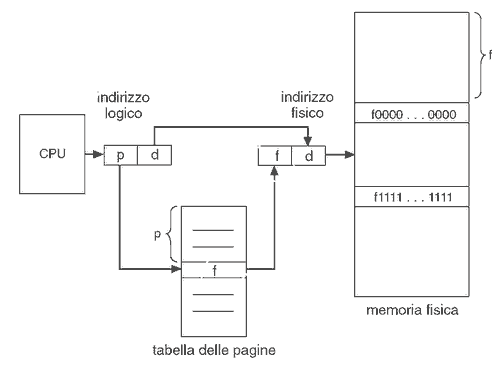 indirizzo
logico
indirizzo
fisico
f
f0000 . . . 0000
CPU
p
d
f
d
f1111 . . . 1111
p
f
memoria fisica
tabella delle pagine